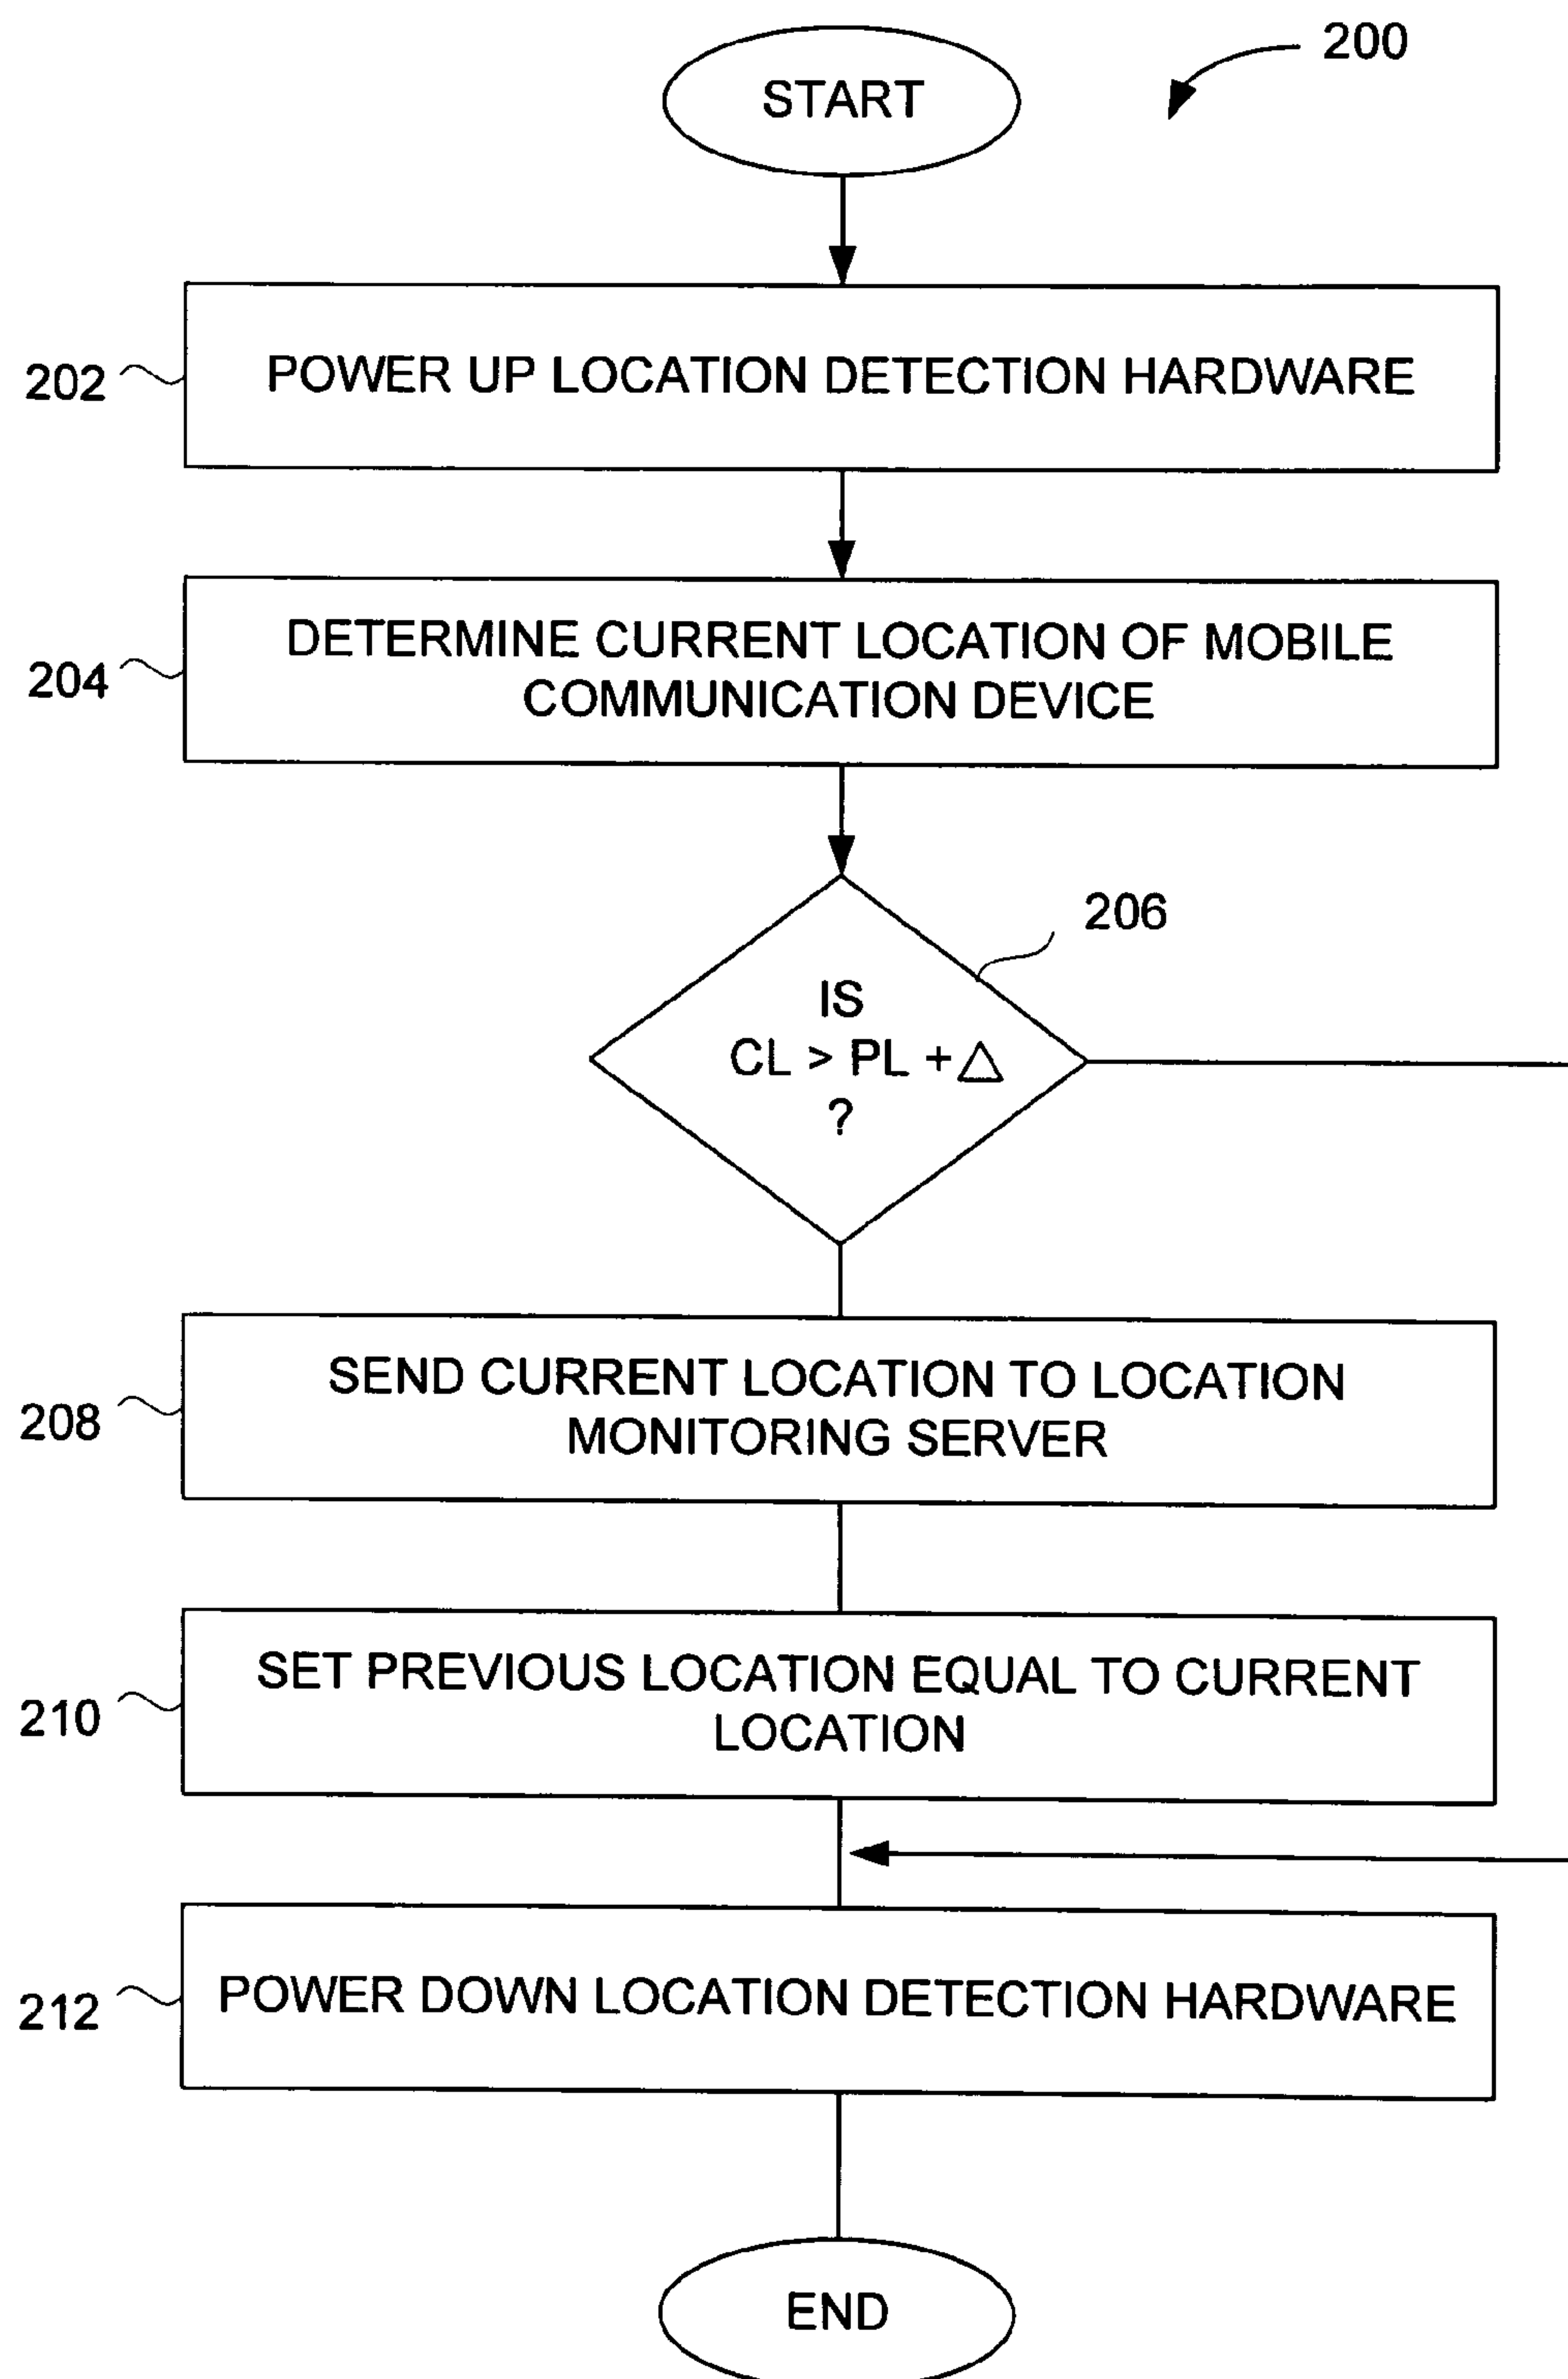 START
200
202
POWER UP LOCATION DETECTION HARDWARE
204
DETERMINE CURRENT LOCATION OF MOBILE
COMMUNICATION DEVICE
206
IS
CL > PL + △
?
208
SEND CURRENT LOCATION TO LOCATION
MONITORING SERVER
210
SET PREVIOUS LOCATION EQUAL TO CURRENT
LOCATION
212
POWER DOWN LOCATION DETECTION HARDWARE
END